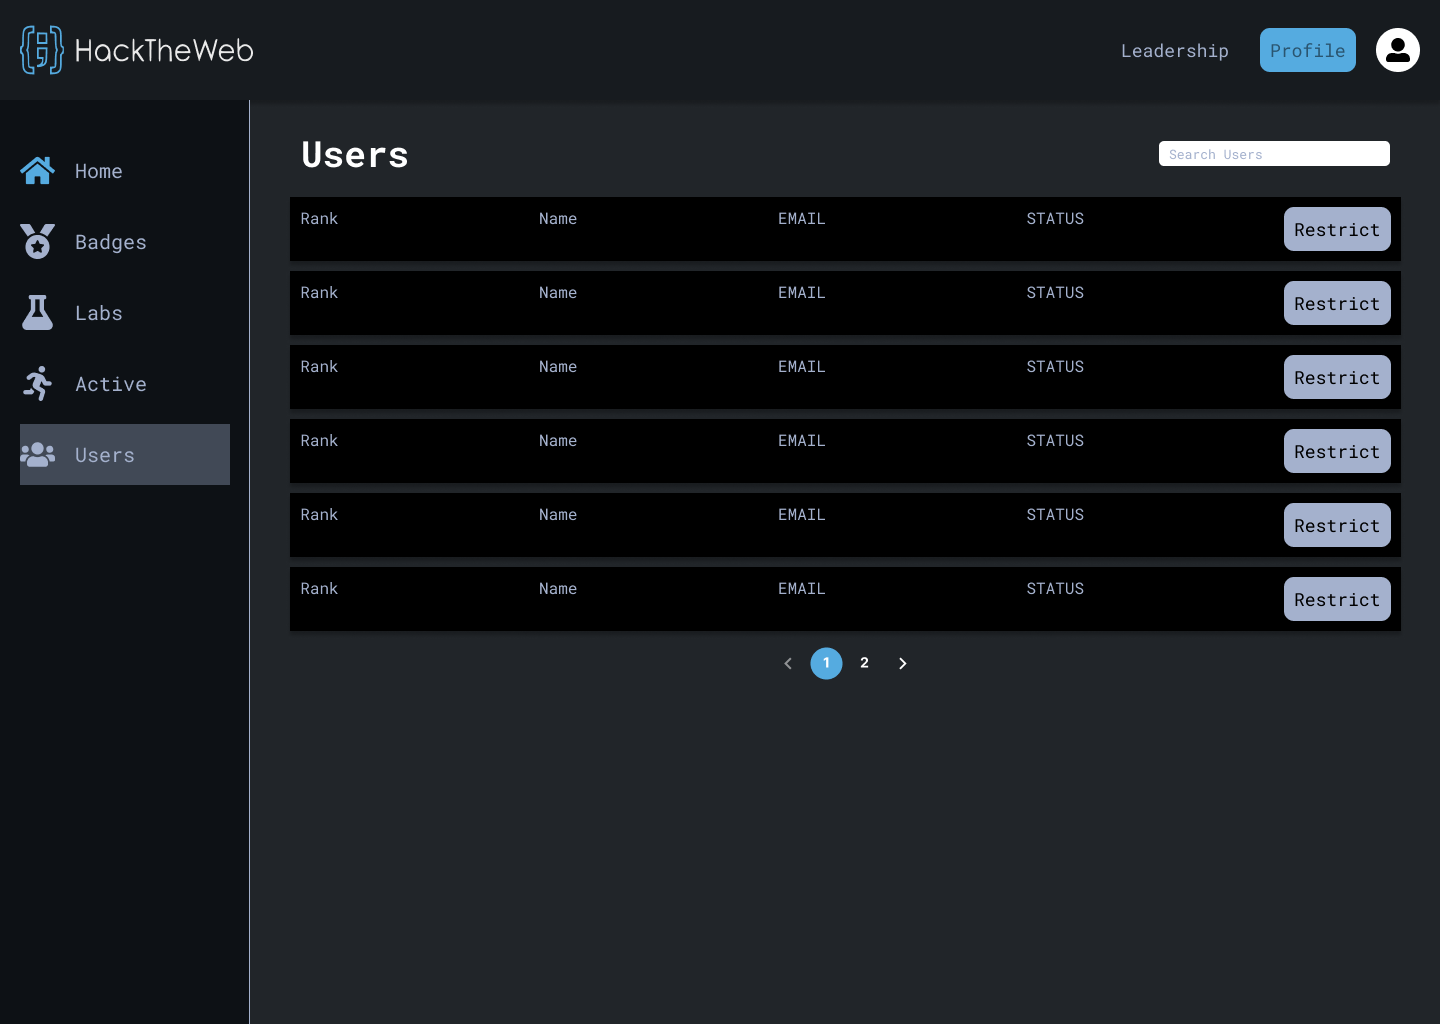 HackTheWeb
Leadership
Profile
Home
Badges
Labs
Active
Users
Users
Search Users
Rank Name EMAIL STATUS Restrict
Rank Name EMAIL STATUS Restrict
Rank Name EMAIL STATUS Restrict
Rank Name EMAIL STATUS Restrict
Rank Name EMAIL STATUS Restrict
Rank Name EMAIL STATUS Restrict
1 2